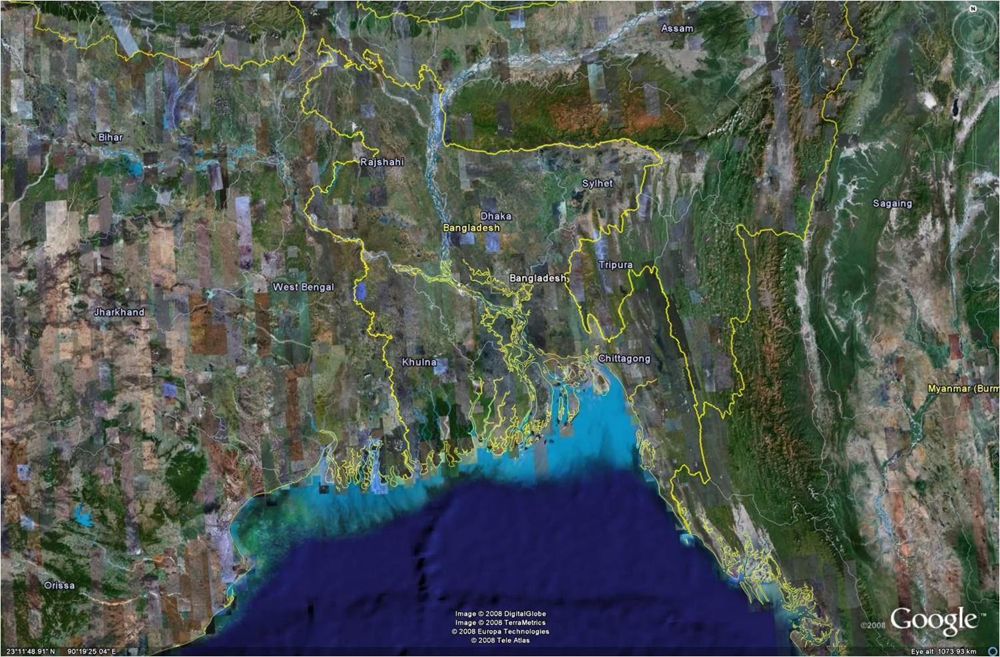 N
Assam
Bihar
Rajshahi
Sylhet
Sagaing
Dhaka
Bangladesh
Tripura
Bangladesh
West Bengal
Jharkhand
Khulna
Chittagong
Myanmar (Burm
Orissa
Image © 2008 DigitalGlobe
Image © 2008 TerraMetrics
© 2008 Europa Technologies
© 2008 Tele Atlas
©2008 Google™
23°11'48.91" N 90°19'25.04" E
Eye alt 1073.93 km